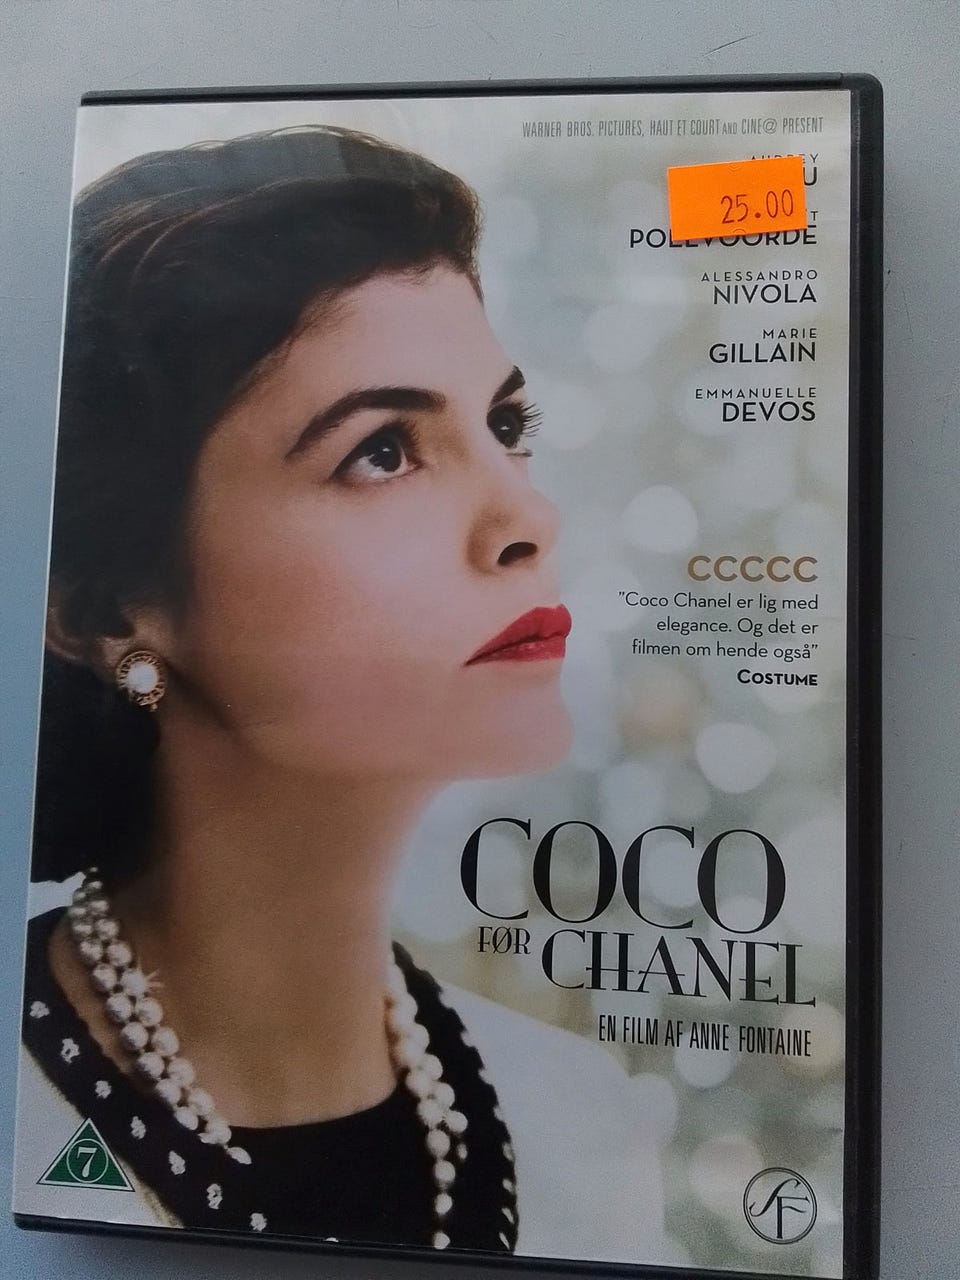 WARNER BROS. PICTURES, HAUT ET COURT AND CINE@ PRESENT
25.00
ALESSANDRO
NIVOLA
MARIE
GILLAIN
EMMANUELLE
DEVOS
CCCCC
"Coco Chanel er lig med
elegance. Og det er
filmen om hende også"
COSTUME
COCO
FØR CHANEL
EN FILM AF ANNE FONTAINE
7
SF